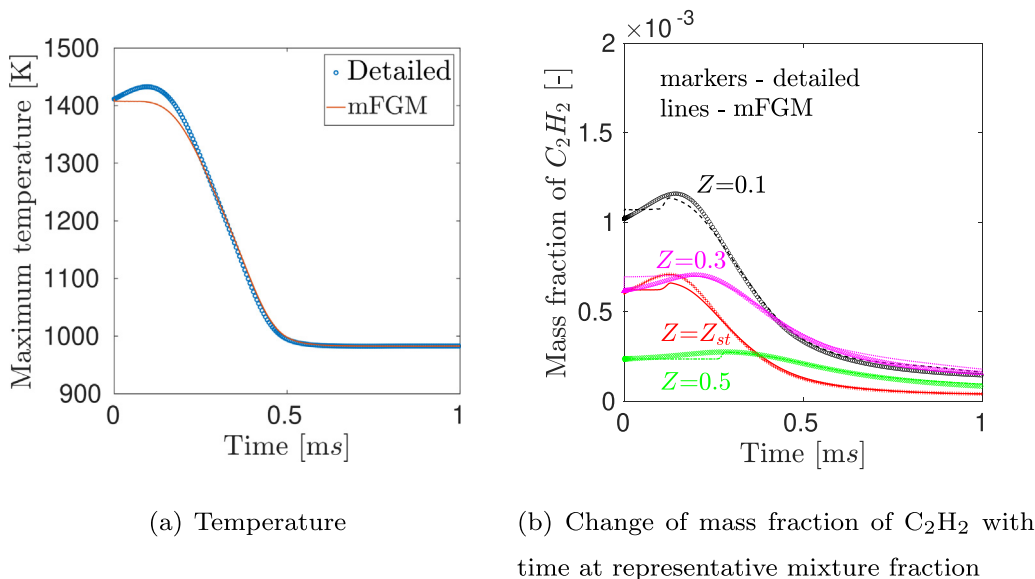 1500
1400
1300
1200
1100
1000
900
Maximum temperature [K]
Detailed
mFGM
0
0.5
1
Time [ms]
(a) Temperature
2 ×10⁻³
1.5
1
0.5
0
Mass fraction of C₂H₂ [-]
markers - detailed
lines - mFGM
Z=0.1
Z=0.3
Z=Zₛₜ
Z=0.5
0
0.5
1
Time [ms]
(b) Change of mass fraction of C₂H₂ with
time at representative mixture fraction